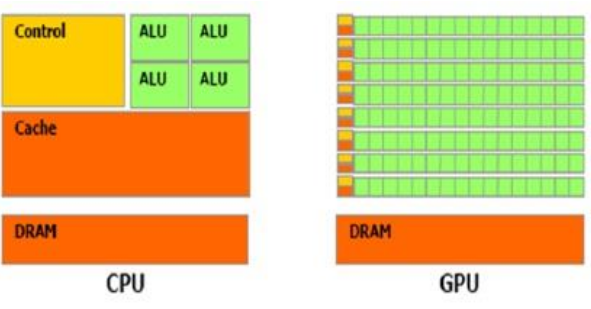 Control
ALU ALU
ALU ALU
Cache
DRAM
CPU
DRAM
GPU